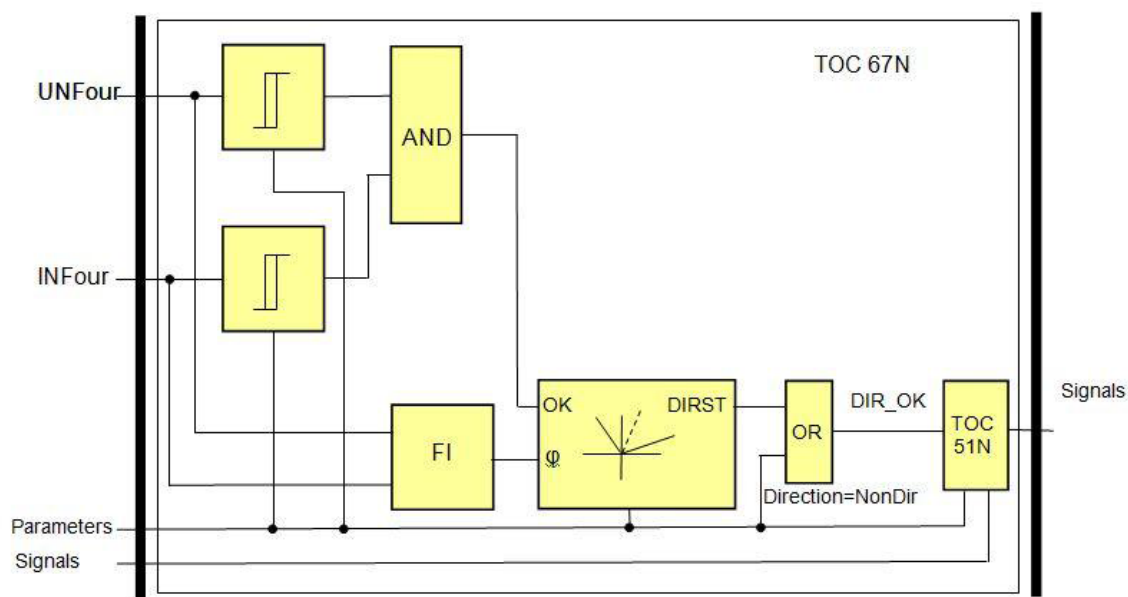 TOC 67N
UNFour
AND
INFour
Signals
OK
DIRST
DIR_OK
TOC
51N
OR
FI
φ
Direction=NonDir
Parameters
Signals